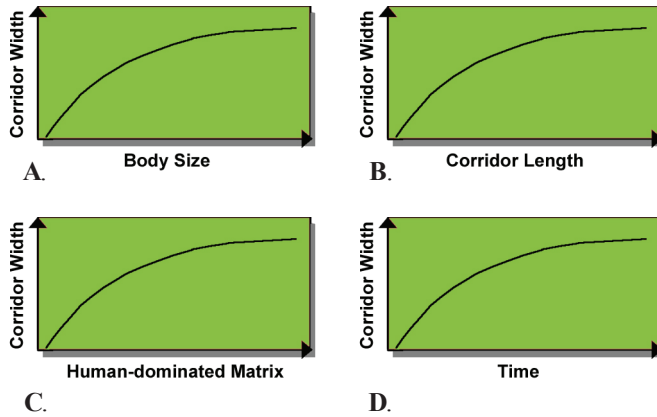 Corridor Width
Corridor Width
Body Size
Corridor Length
A.
B.
Corridor Width
Corridor Width
Human-dominated Matrix
Time
C.
D.